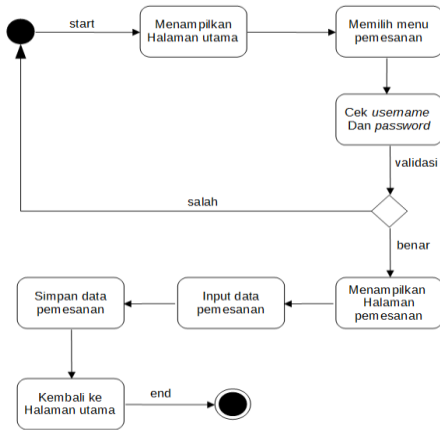 start
Menampilkan
Halaman utama
Memilih menu
pemesanan
Cek username
Dan password
validasi
salah
benar
Menampilkan
Halaman
pemesanan
Input data
pemesanan
Simpan data
pemesanan
Kembali ke
Halaman utama
end